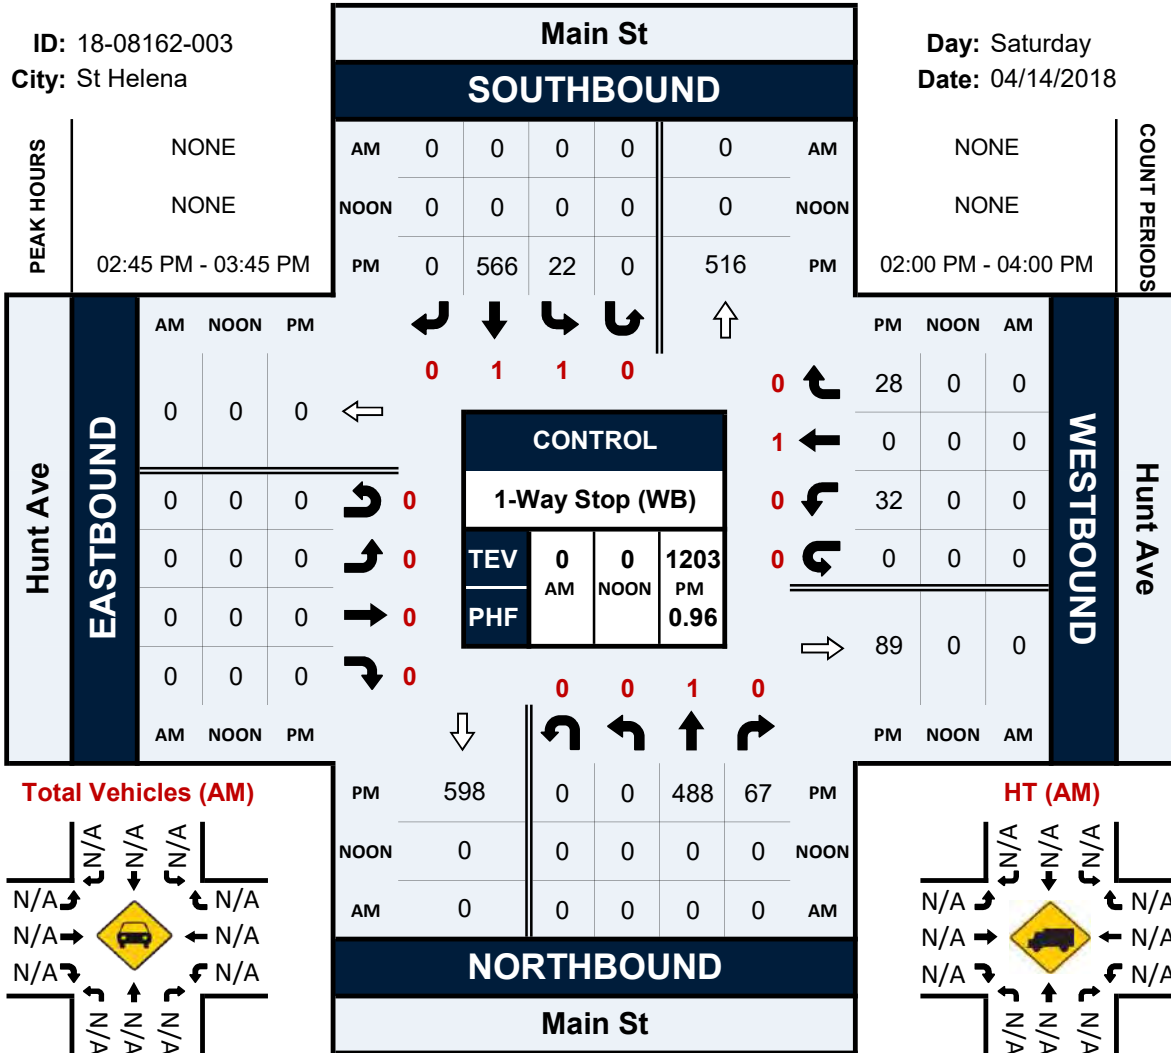 ID: 18-08162-003
City: St Helena
Main St
SOUTHBOUND
Day: Saturday
Date: 04/14/2018
PEAK HOURS
NONE
NONE
02:45 PM - 03:45 PM
AM 0 0 0 0 0 AM
NOON 0 0 0 0 0 NOON
PM 0 566 22 0 516 PM
NONE
NONE
02:00 PM - 04:00 PM
COUNT PERIODS
0 1 1 0
Hunt Ave
EASTBOUND
AM NOON PM
0 0 0
0 0 0 0
0 0 0 0
0 0 0 0
0 0 0 0
AM NOON PM
CONTROL
1-Way Stop (WB)
TEV 0 0 1203
AM NOON PM
PHF 0.96
PM NOON AM
0 28 0 0
1 0 0 0
0 32 0 0
0 0 0 0
89 0 0
PM NOON AM
WESTBOUND
Hunt Ave
0 0 1 0
PM 598 0 0 488 67 PM
NOON 0 0 0 0 0 NOON
AM 0 0 0 0 0 AM
NORTHBOUND
Main St
Total Vehicles (AM)
N/A N/A N/A
N/A N/A
N/A N/A
N/A N/A
N/A N/A N/A
HT (AM)
N/A N/A N/A
N/A N/A
N/A N/A
N/A N/A
N/A N/A N/A